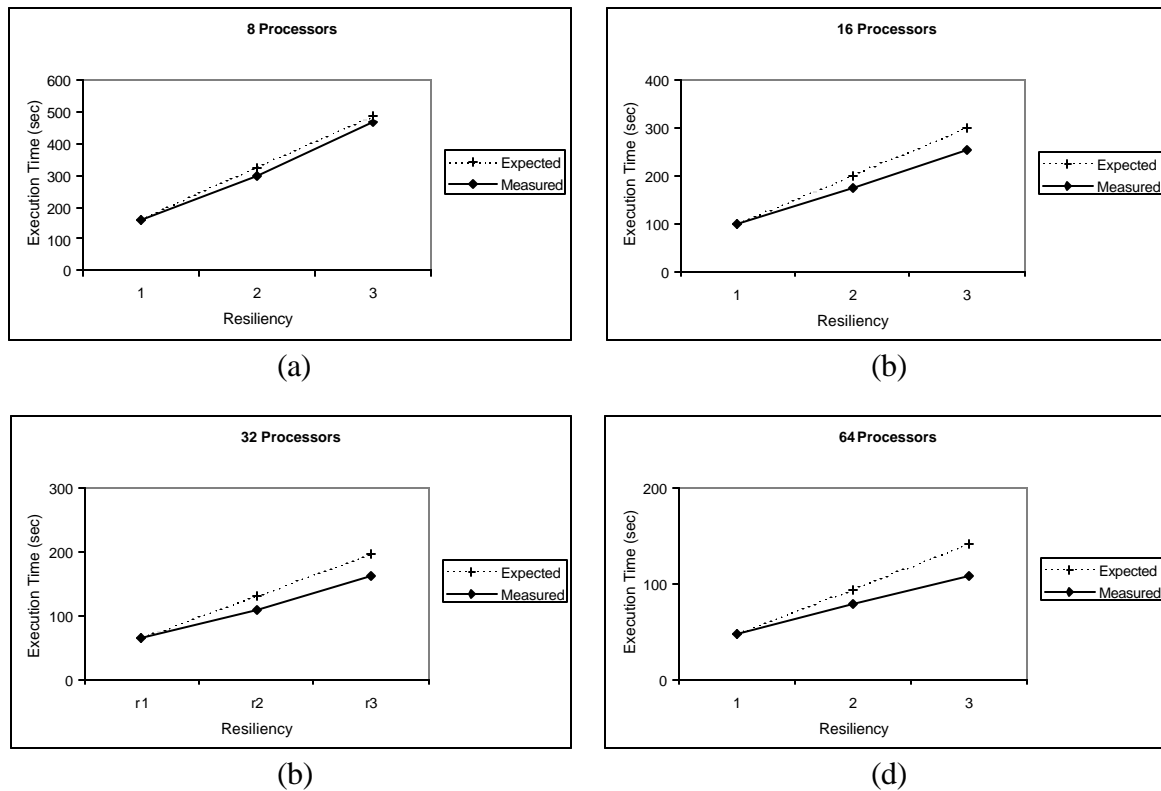 8 Processors
600
500
400
300
200
100
0
Execution Time (sec)
1 2 3
Resiliency
Expected
Measured
(a)
16 Processors
400
300
200
100
0
Execution Time (sec)
1 2 3
Resiliency
Expected
Measured
(b)
32 Processors
300
200
100
0
Execution Time (sec)
r1 r2 r3
Resiliency
Expected
Measured
(b)
64 Processors
200
100
0
Execution Time (sec)
1 2 3
Resiliency
Expected
Measured
(d)